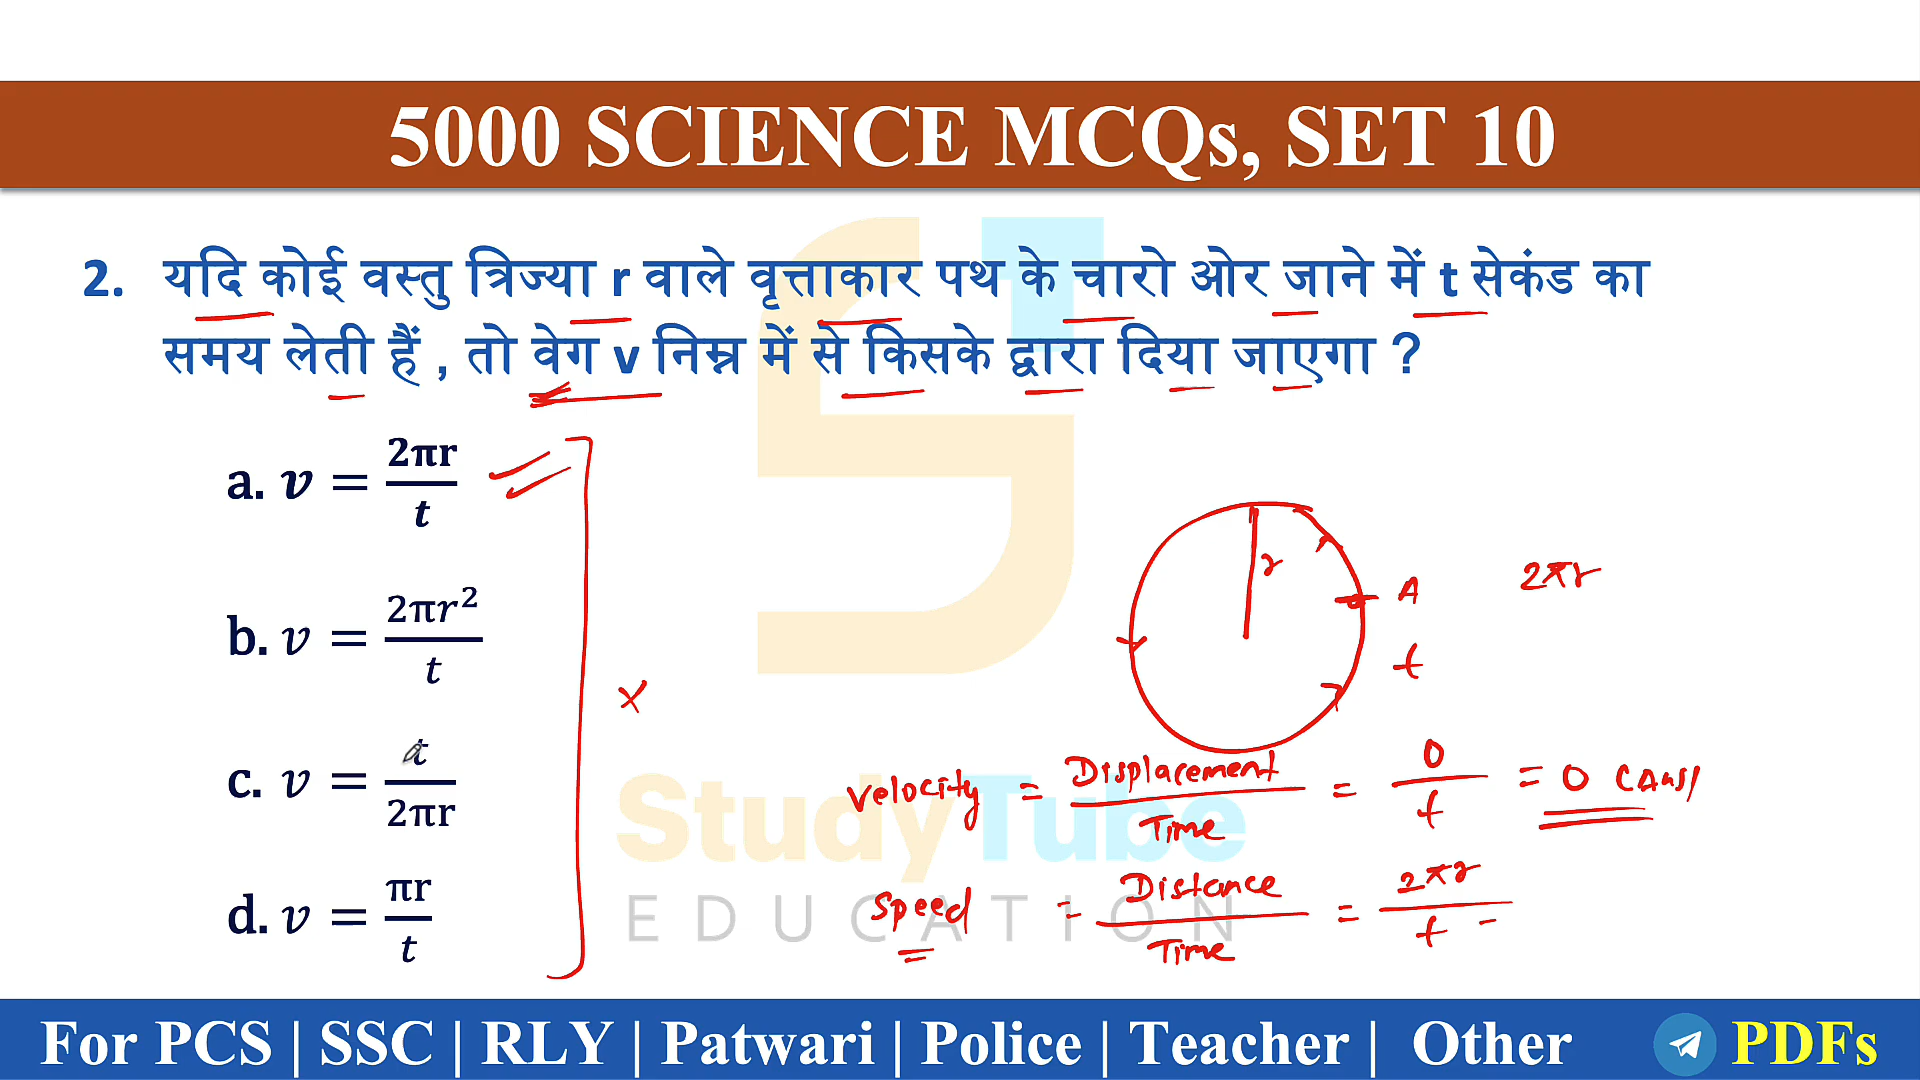 5000 SCIENCE MCQs, SET 10
2. यदि कोई वस्तु त्रिज्या r वाले वृत्ताकार पथ के चारो ओर जाने में t सेकंड का
समय लेती हैं , तो वेग v निम्न में से किसके द्वारा दिया जाएगा ?
a. v = 2πr/t
b. v = 2πr²/t
c. v = t/2πr
d. v = πr/t
x
r
A
t
2πr
Velocity = Displacement/Time = 0/t = 0 (Ans)
Speed = Distance/Time = 2πr/t =
StudyTube
EDUCATION
For PCS | SSC | RLY | Patwari | Police | Teacher | Other
PDFs